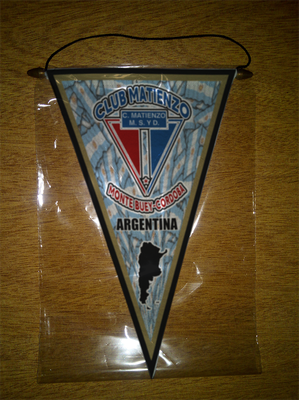 CLUB MATIENZO
C. MATIENZO
M. S. Y D.
MONTE BUEY-CORDOBA
ARGENTINA